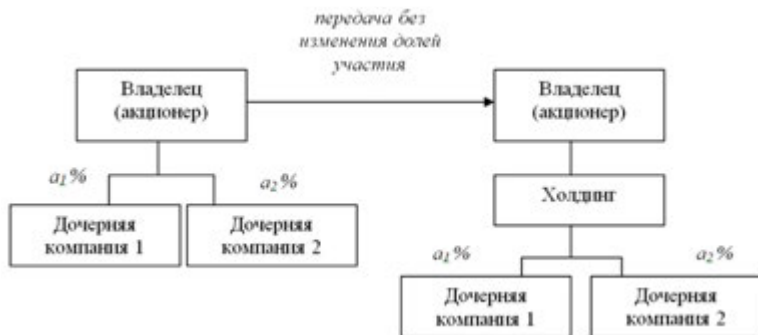 передача без
изменения долей
участия
Владелец
(акционер)
Владелец
(акционер)
a1%
a2%
Дочерняя
компания 1
Дочерняя
компания 2
Холдинг
a1%
a2%
Дочерняя
компания 1
Дочерняя
компания 2